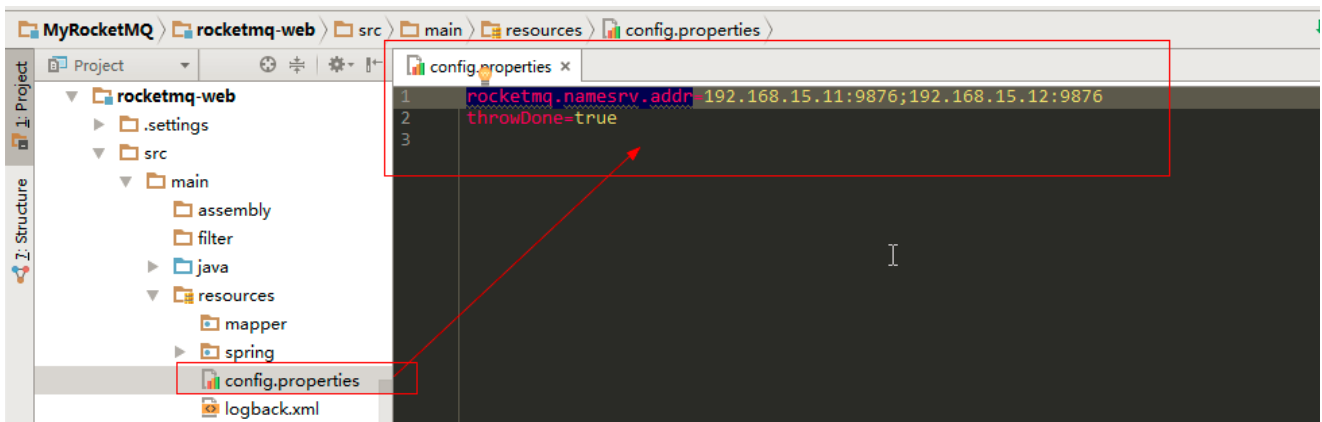 MyRocketMQ rocketmq-web src main resources config.properties
1: Project
7: Structure
Project
rocketmq-web
.settings
src
main
assembly
filter
java
resources
mapper
spring
config.properties
logback.xml
config.properties ×
1 rocketmq.namesrv.addr=192.168.15.11:9876;192.168.15.12:9876
2 throwDone=true
3